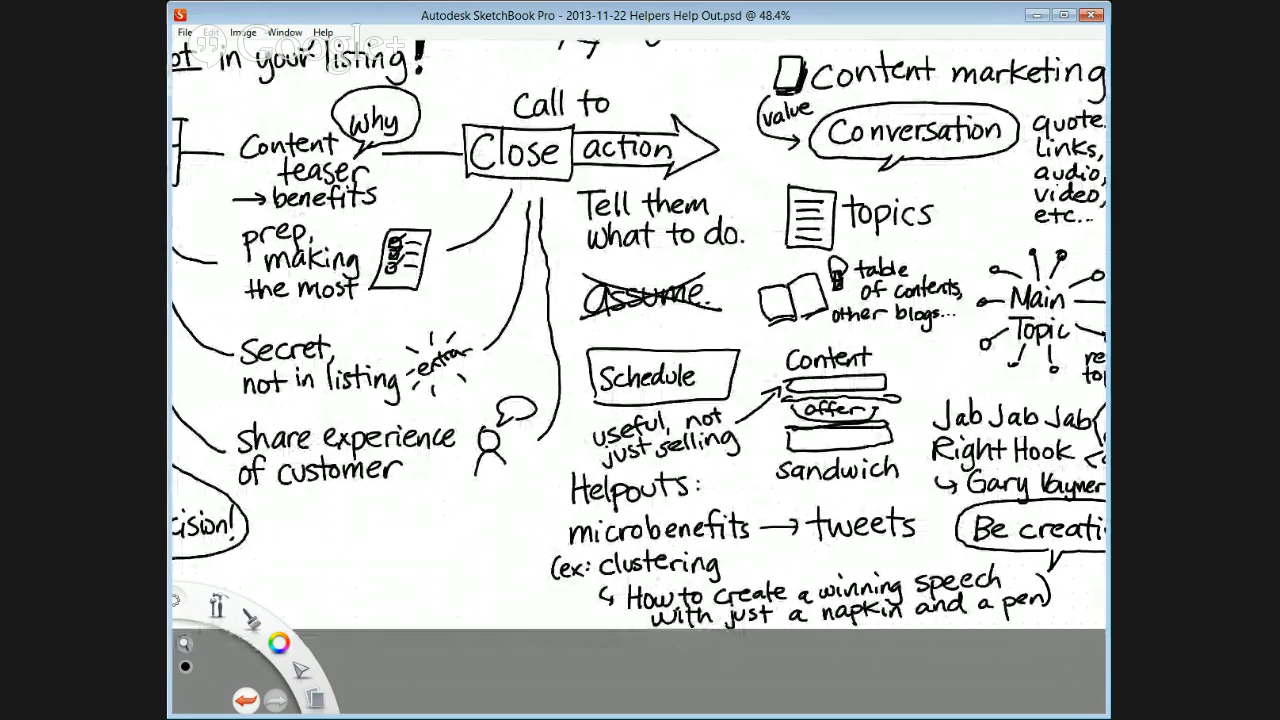 Autodesk SketchBook Pro - 2013-11-22 Helpers Help Out.psd @ 48.4%
File Edit Image Window Help
Google+
in your listing!
why
Content
teaser
→ benefits
prep,
making
the most
Secret,
not in listing
extra
share experience
of customer
cision!
Call to
Close action
Tell them
what to do.
assume.
Schedule
useful, not
just selling
Content marketing
value
Conversation
quote.
Links,
audio,
video,
etc...
topics
table
of contents,
other blogs...
Main
Topic
Content
offer
sandwich
Jab Jab Jab
Right Hook
↳ Gary Vayner
Helpouts:
microbenefits → tweets
Be creati
(ex: clustering
↳ How to create a winning speech
with just a napkin and a pen)